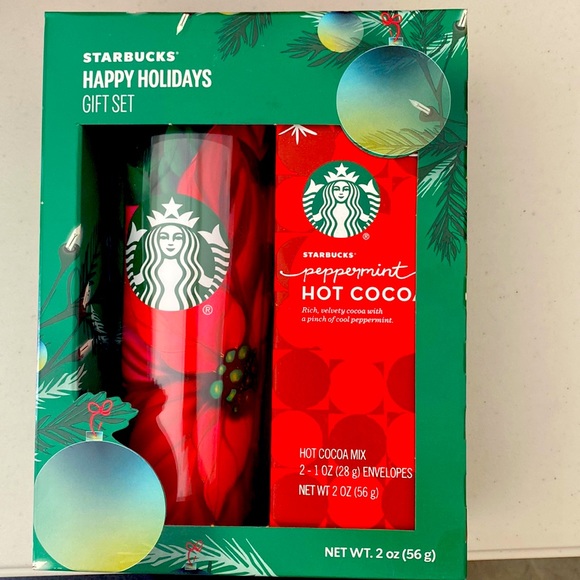 STARBUCKS®
HAPPY HOLIDAYS
GIFT SET
®
®
STARBUCKS®
peppermint
HOT COCOA
Rich, velvety cocoa with
a pinch of cool peppermint.
HOT COCOA MIX
2 - 1 OZ (28 g) ENVELOPES
NET WT 2 OZ (56 g)
NET WT. 2 oz (56 g)